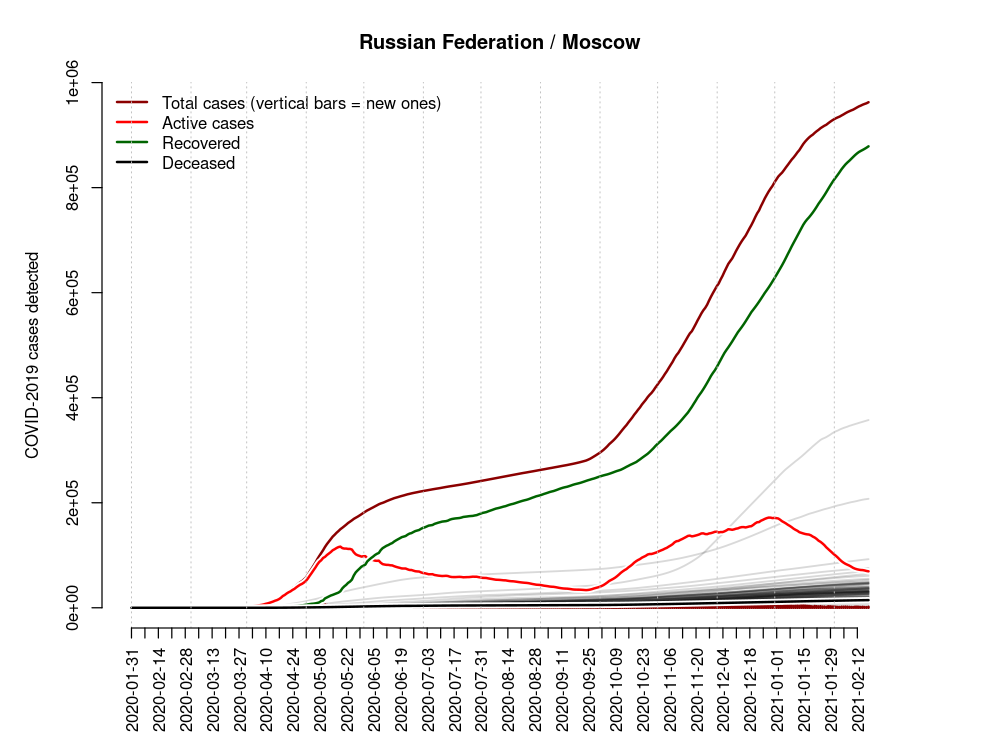 Russian Federation / Moscow
COVID-2019 cases detected
1e+06
8e+05
6e+05
4e+05
2e+05
0e+00
Total cases (vertical bars = new ones)
Active cases
Recovered
Deceased
2020-01-31
2020-02-14
2020-02-28
2020-03-13
2020-03-27
2020-04-10
2020-04-24
2020-05-08
2020-05-22
2020-06-05
2020-06-19
2020-07-03
2020-07-17
2020-07-31
2020-08-14
2020-08-28
2020-09-11
2020-09-25
2020-10-09
2020-10-23
2020-11-06
2020-11-20
2020-12-04
2020-12-18
2021-01-01
2021-01-15
2021-01-29
2021-02-12